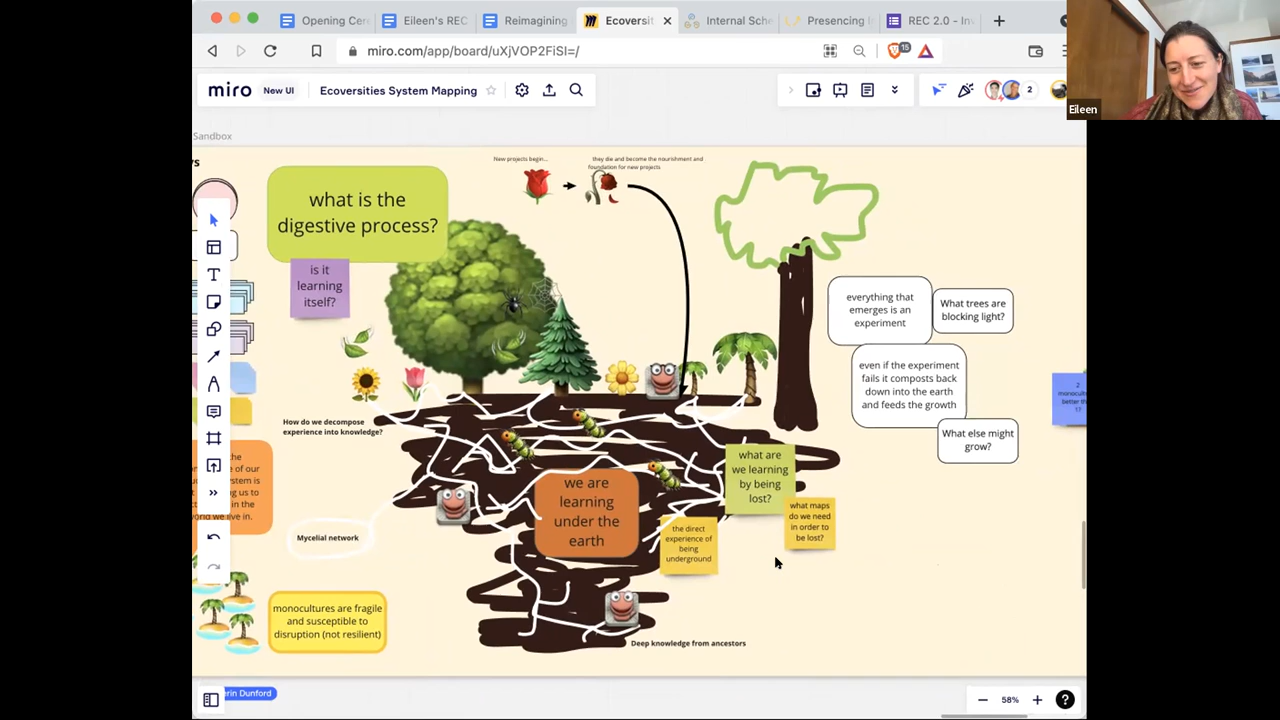 Opening Cer
Eileen's REC
Reimagining
Ecoversit
Internal Sche
Presencing I
REC 2.0 - Inv
miro.com/app/board/uXjVOP2FiSI=/
15
miro
New UI
Ecoversities System Mapping
2
Eileen
Sandbox
New projects begin...
they die and become the nourishment and
foundation for new projects
what is the
digestive process?
is it
learning
itself?
everything that
emerges is an
experiment
What trees are
blocking light?
even if the experiment
fails it composts back
down into the earth
and feeds the growth
What else might
grow?
2
How do we decompose
experience into knowledge?
we are
learning
under the
earth
what are
we learning
by being
lost?
what maps
do we need
in order to
be lost?
the direct
experience of
being
underground
Mycelial network
monocultures are fragile
and susceptible to
disruption (not resilient)
Deep knowledge from ancestors
erin Dunford
58%